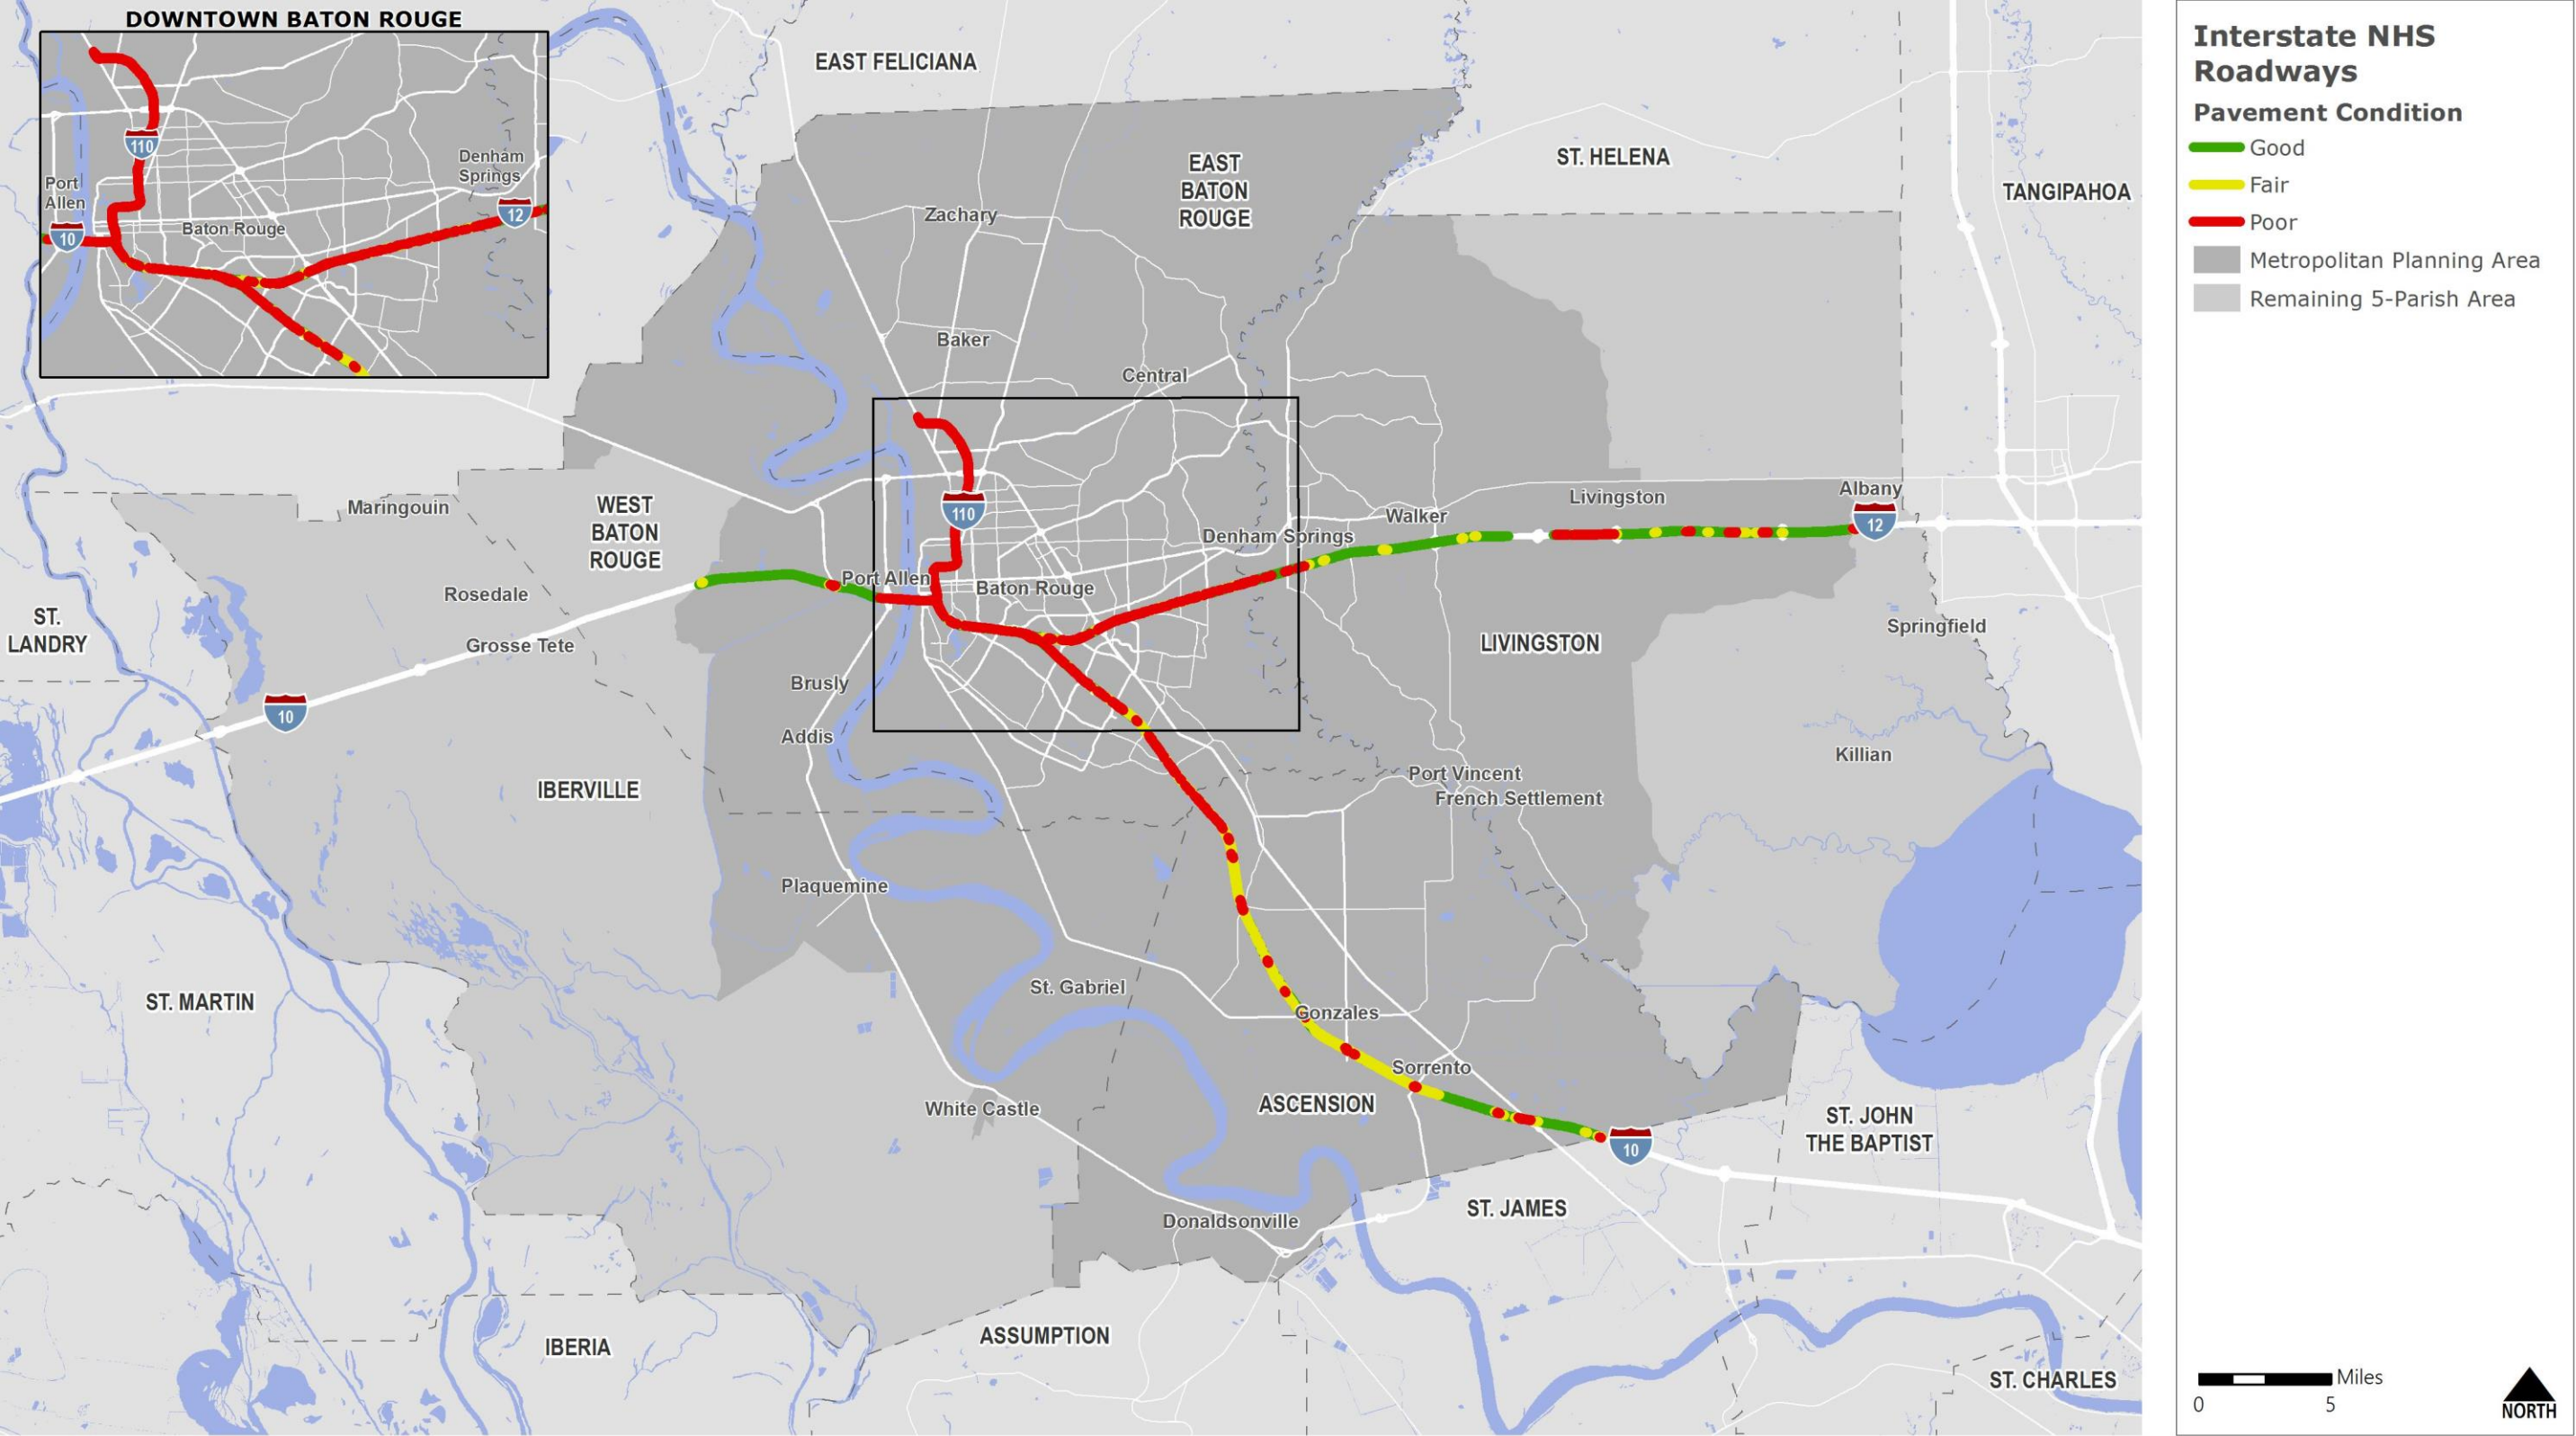 DOWNTOWN BATON ROUGE
110
Denham
Springs
Port
Allen
12
10
Baton Rouge
EAST FELICIANA
EAST
BATON
ROUGE
ST. HELENA
TANGIPAHOA
Zachary
Baker
Central
Maringouin
WEST
BATON
ROUGE
110
Livingston
Albany
12
Walker
Denham Springs
Port Allen
Baton Rouge
Rosedale
ST.
LANDRY
Grosse Tete
LIVINGSTON
Springfield
Brusly
10
Addis
Killian
Port Vincent
French Settlement
IBERVILLE
Plaquemine
St. Gabriel
ST. MARTIN
Gonzales
Sorrento
White Castle
ASCENSION
ST. JOHN
THE BAPTIST
10
ST. JAMES
Donaldsonville
ASSUMPTION
IBERIA
ST. CHARLES
Interstate NHS
Roadways
Pavement Condition
Good
Fair
Poor
Metropolitan Planning Area
Remaining 5-Parish Area
Miles
0 5
NORTH